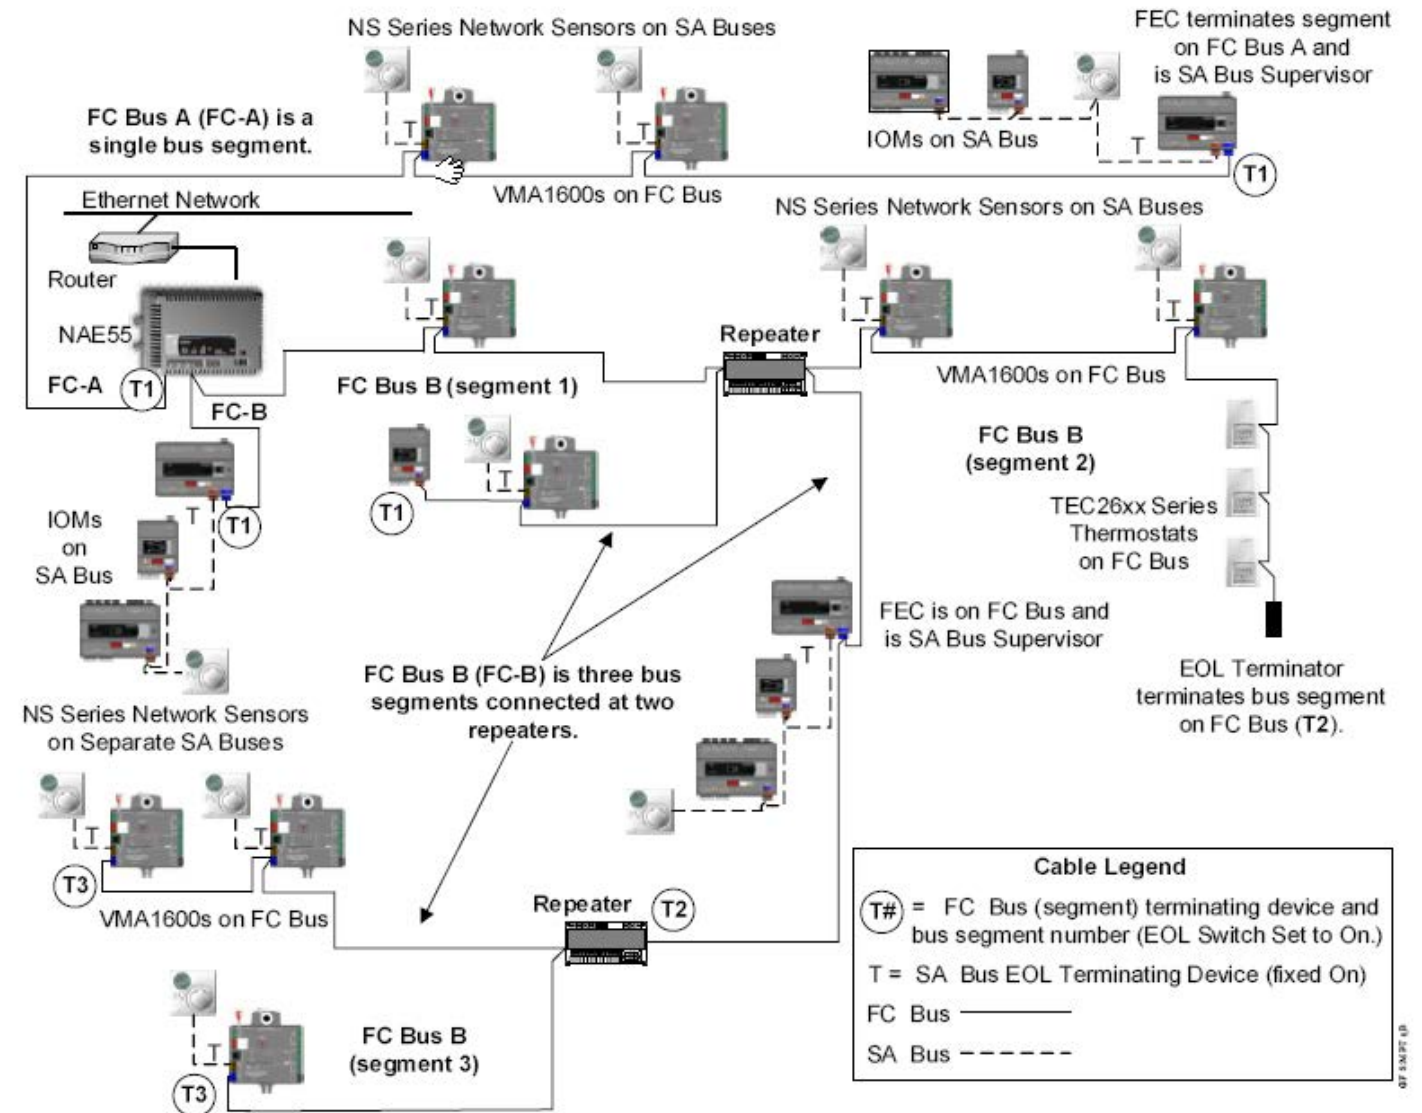 NS Series Network Sensors on SA Buses
FEC terminates segment
on FC Bus A and
is SA Bus Supervisor
FC Bus A (FC-A) is a
single bus segment.
T
T
IOMs on SA Bus
T
T1
VMA1600s on FC Bus
Ethernet Network
NS Series Network Sensors on SA Buses
Router
NAE55
T
T
T
Repeater
FC-A
T1
FC-B
FC Bus B (segment 1)
VMA1600s on FC Bus
FC Bus B
(segment 2)
T
T1
T
T1
IOMs
on
SA Bus
TEC26xx Series
Thermostats
on FC Bus
FEC is on FC Bus and
is SA Bus Supervisor
T
FC Bus B (FC-B) is three bus
segments connected at two
repeaters.
EOL Terminator
terminates bus segment
on FC Bus (T2).
NS Series Network Sensors
on Separate SA Buses
T
T
T3
VMA1600s on FC Bus
Repeater
T2
FC Bus B
(segment 3)
T
T3
Cable Legend
T# = FC Bus (segment) terminating device and
bus segment number (EOL Switch Set to On.)
T = SA Bus EOL Terminating Device (fixed On)
FC Bus
SA Bus